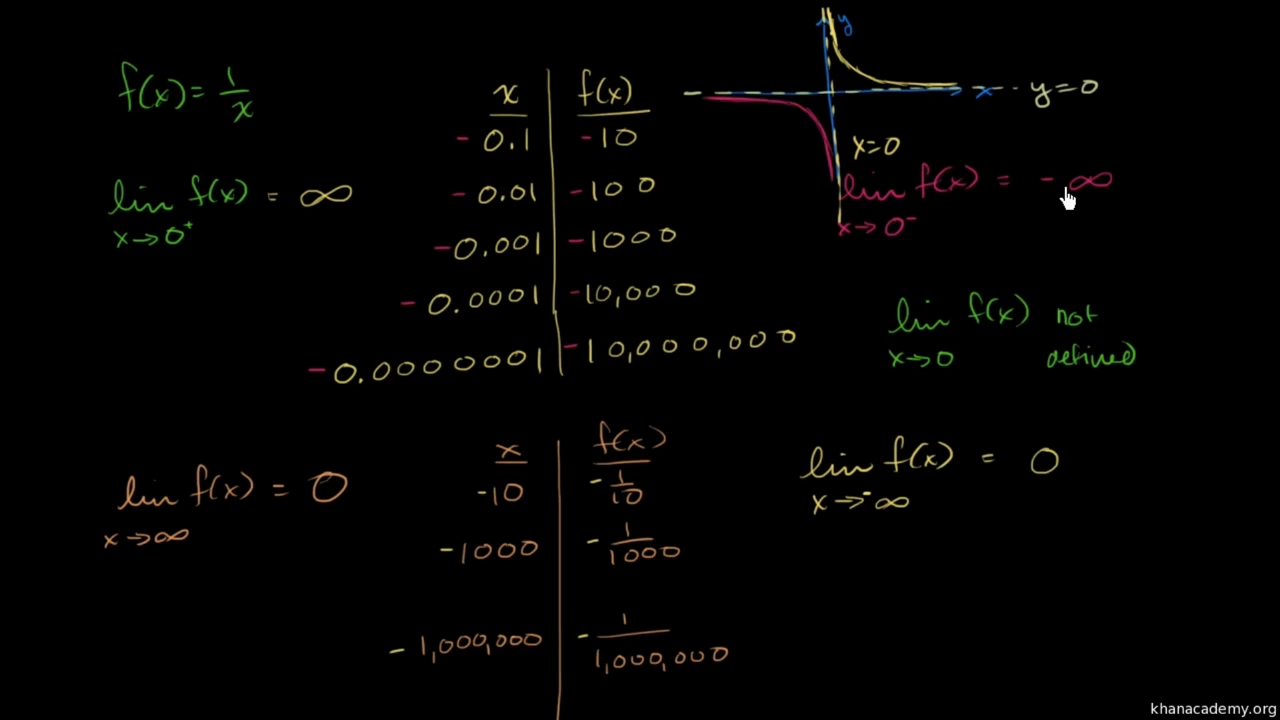 f(x) = 1/x
lim f(x) = ∞
x→0⁺
x | f(x)
-0.1 | -10
-0.01 | -100
-0.001 | -1000
-0.0001 | -10,000
-0.0000001 | -10,000,000
y
x
y=0
x=0
lim f(x) = -∞
x→0⁻
lim f(x) not
x→0 defined
lim f(x) = 0
x→∞
x | f(x)
-10 | -1/10
-1000 | -1/1000
-1,000,000 | -1/1,000,000
lim f(x) = 0
x→-∞
khanacademy.org